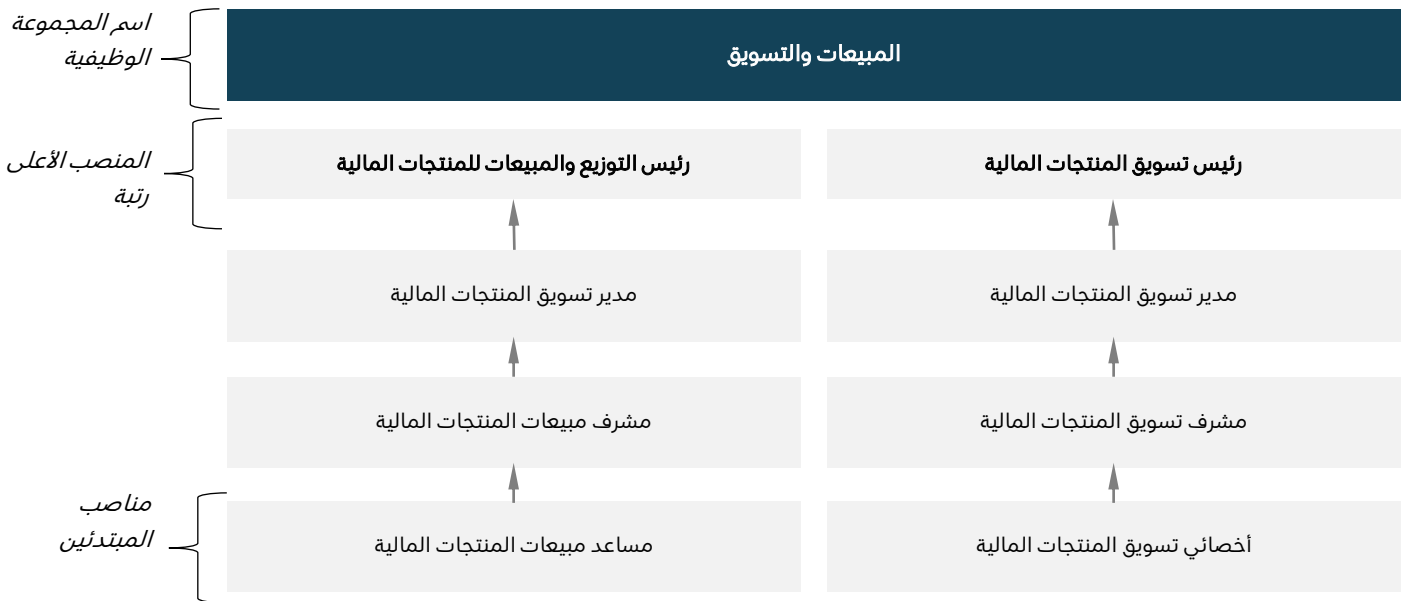 اسم المجموعة
الوظيفية
المبيعات والتسويق
المنصب الأعلى
رتبة
رئيس تسويق المنتجات المالية
رئيس التوزيع والمبيعات للمنتجات المالية
مدير تسويق المنتجات المالية
مدير تسويق المنتجات المالية
مشرف تسويق المنتجات المالية
مشرف مبيعات المنتجات المالية
مناصب
المبتدئين
أخصائي تسويق المنتجات المالية
مساعد مبيعات المنتجات المالية